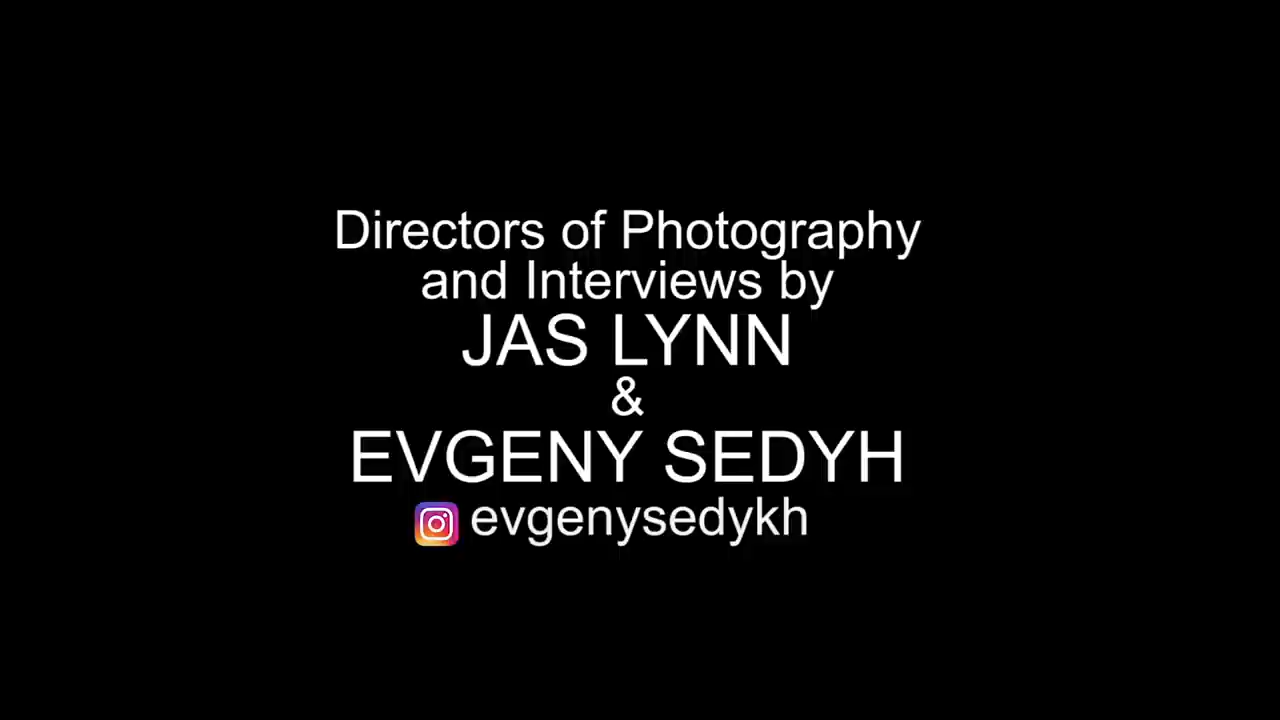 Directors of Photography
and Interviews by
JAS LYNN
&
EVGENY SEDYH
evgenysedykh